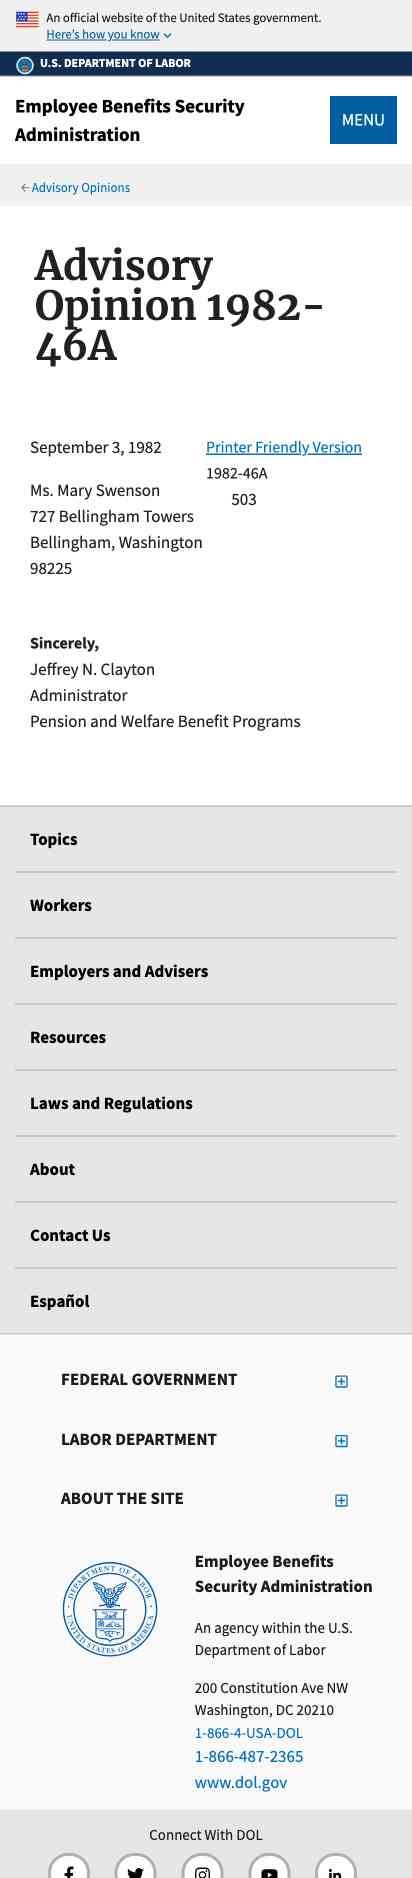 An official website of the United States government.
Here's how you know
U.S. DEPARTMENT OF LABOR
Employee Benefits Security
Administration
MENU
Advisory Opinions
Advisory
Opinion 1982-
46A
September 3, 1982
Ms. Mary Swenson
727 Bellingham Towers
Bellingham, Washington
98225
Printer Friendly Version
1982-46A
503
Sincerely,
Jeffrey N. Clayton
Administrator
Pension and Welfare Benefit Programs
Topics
Workers
Employers and Advisers
Resources
Laws and Regulations
About
Contact Us
Español
FEDERAL GOVERNMENT
LABOR DEPARTMENT
ABOUT THE SITE
DEPARTMENT OF LABOR
UNITED STATES OF AMERICA
Employee Benefits
Security Administration
An agency within the U.S.
Department of Labor
200 Constitution Ave NW
Washington, DC 20210
1-866-4-USA-DOL
1-866-487-2365
www.dol.gov
Connect With DOL